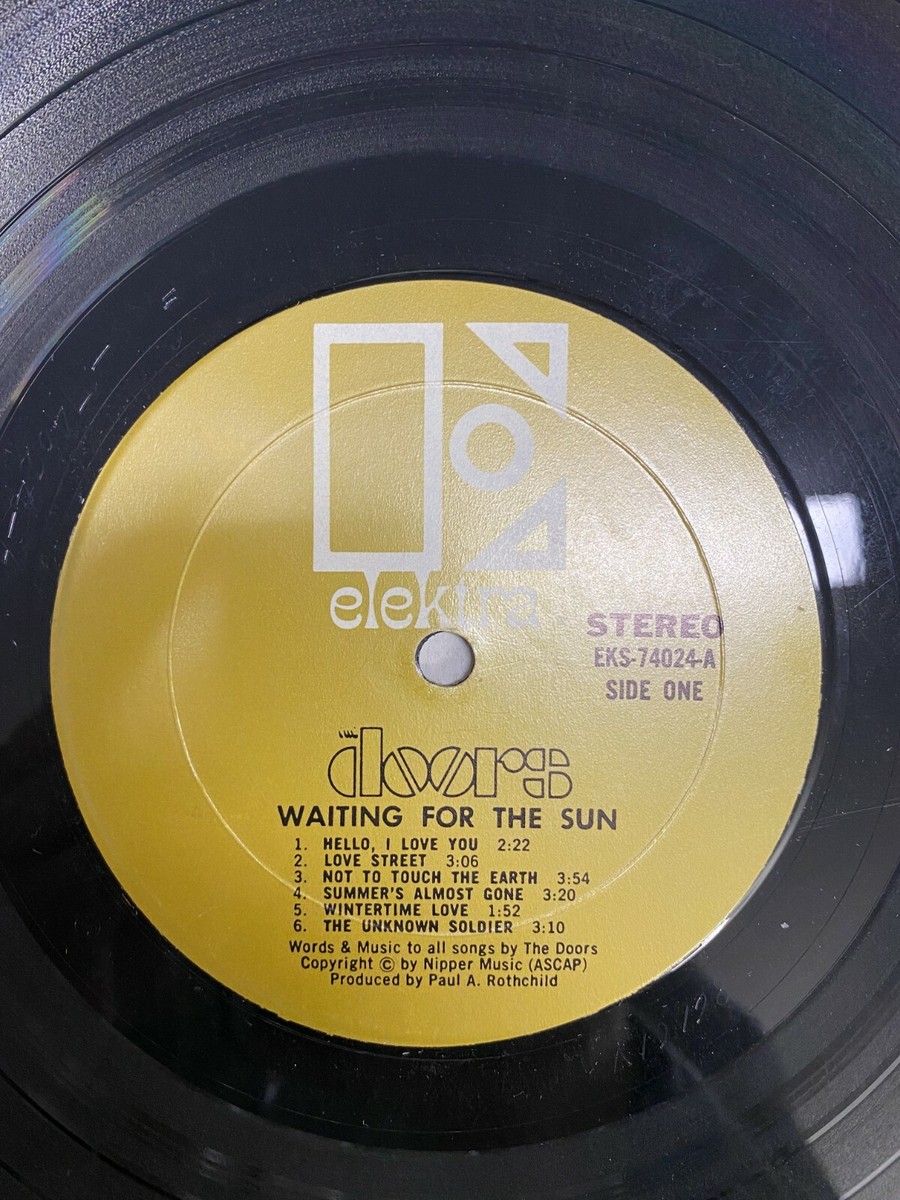 elektra
STEREO
EKS-74024-A
SIDE ONE
THE
doors
WAITING FOR THE SUN
1. HELLO, I LOVE YOU 2:22
2. LOVE STREET 3:06
3. NOT TO TOUCH THE EARTH 3:54
4. SUMMER'S ALMOST GONE 3:20
5. WINTERTIME LOVE 1:52
6. THE UNKNOWN SOLDIER 3:10
Words & Music to all songs by The Doors
Copyright © by Nipper Music (ASCAP)
Produced by Paul A. Rothchild